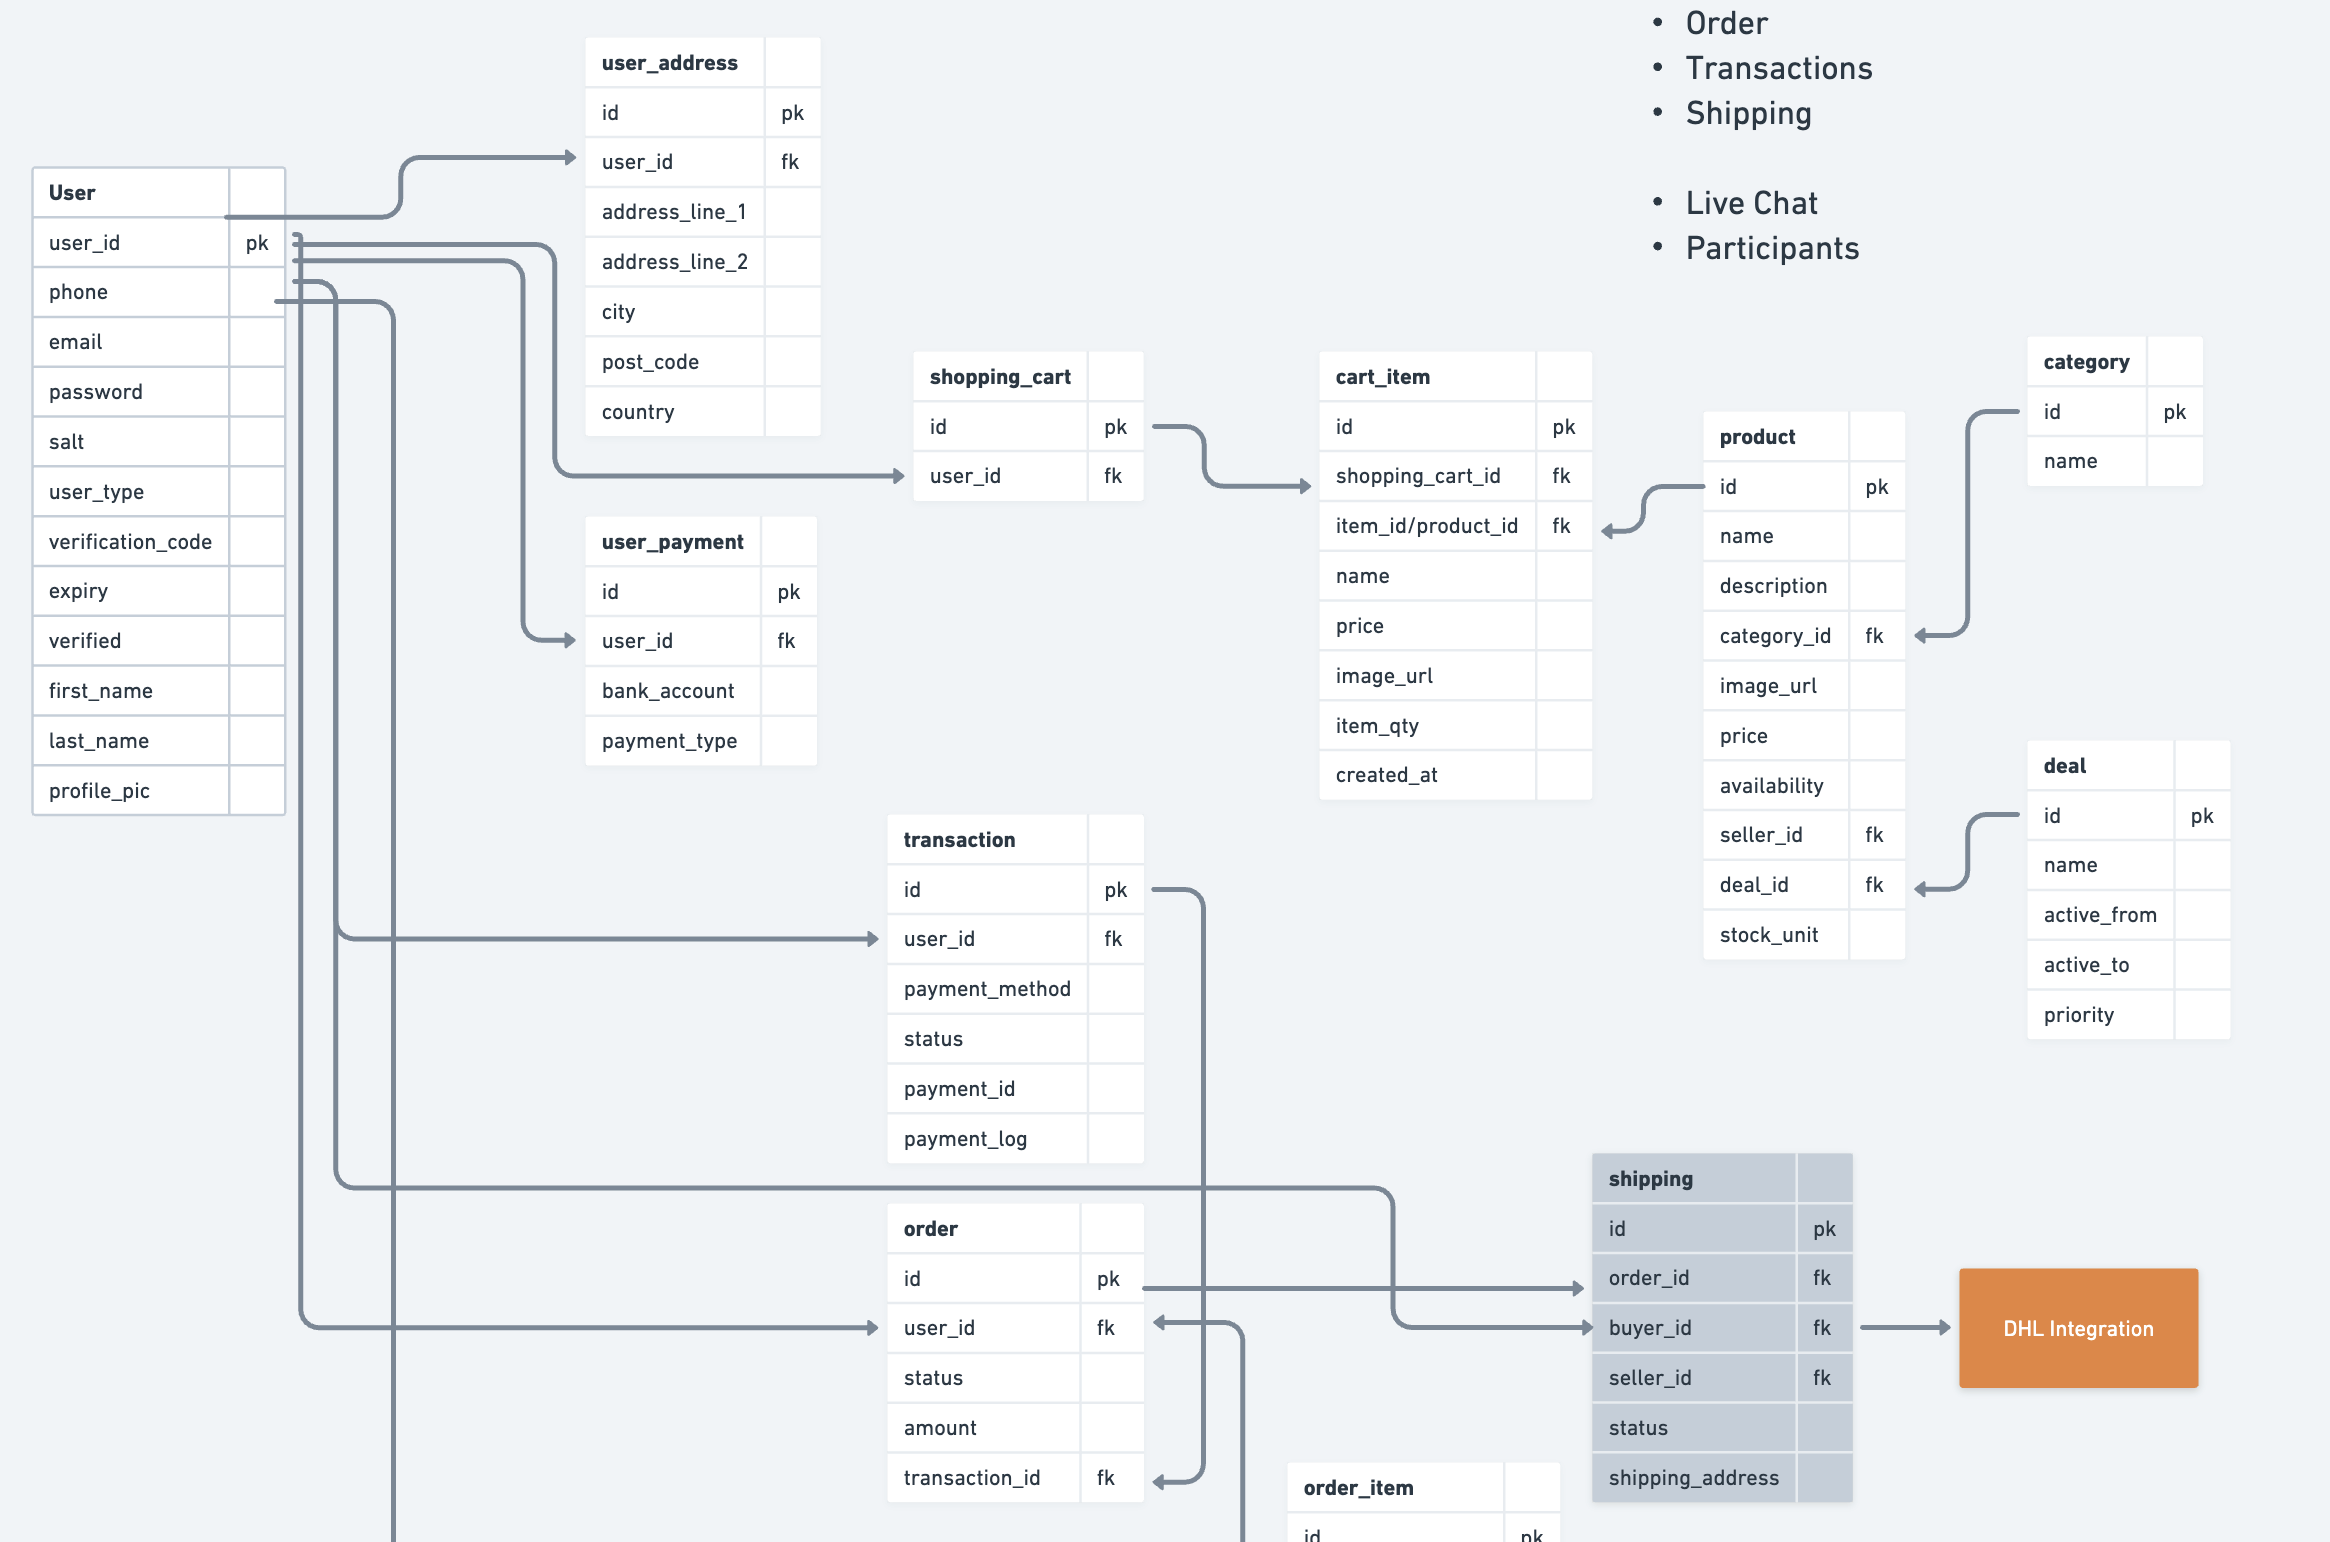 • Order
• Transactions
• Shipping
• Live Chat
• Participants
User
user_id pk
phone
email
password
salt
user_type
verification_code
expiry
verified
first_name
last_name
profile_pic
user_address
id pk
user_id fk
address_line_1
address_line_2
city
post_code
country
user_payment
id pk
user_id fk
bank_account
payment_type
shopping_cart
id pk
user_id fk
cart_item
id pk
shopping_cart_id fk
item_id/product_id fk
name
price
image_url
item_qty
created_at
product
id pk
name
description
category_id fk
image_url
price
availability
seller_id fk
deal_id fk
stock_unit
category
id pk
name
deal
id pk
name
active_from
active_to
priority
transaction
id pk
user_id fk
payment_method
status
payment_id
payment_log
order
id pk
user_id fk
status
amount
transaction_id fk
shipping
id pk
order_id fk
buyer_id fk
seller_id fk
status
shipping_address
DHL Integration
order_item
id pk